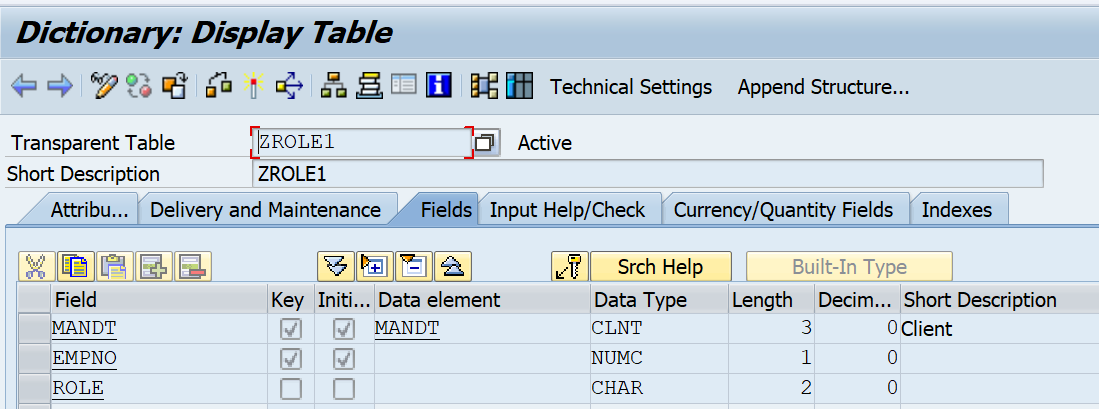 Dictionary: Display Table
Technical Settings Append Structure...
Transparent Table ZROLE1 Active
Short Description ZROLE1
Attribu... Delivery and Maintenance Fields Input Help/Check Currency/Quantity Fields Indexes
Srch Help Built-In Type
Field Key Initi... Data element Data Type Length Decim... Short Description
MANDT MANDT CLNT 3 0 Client
EMPNO NUMC 1 0
ROLE CHAR 2 0